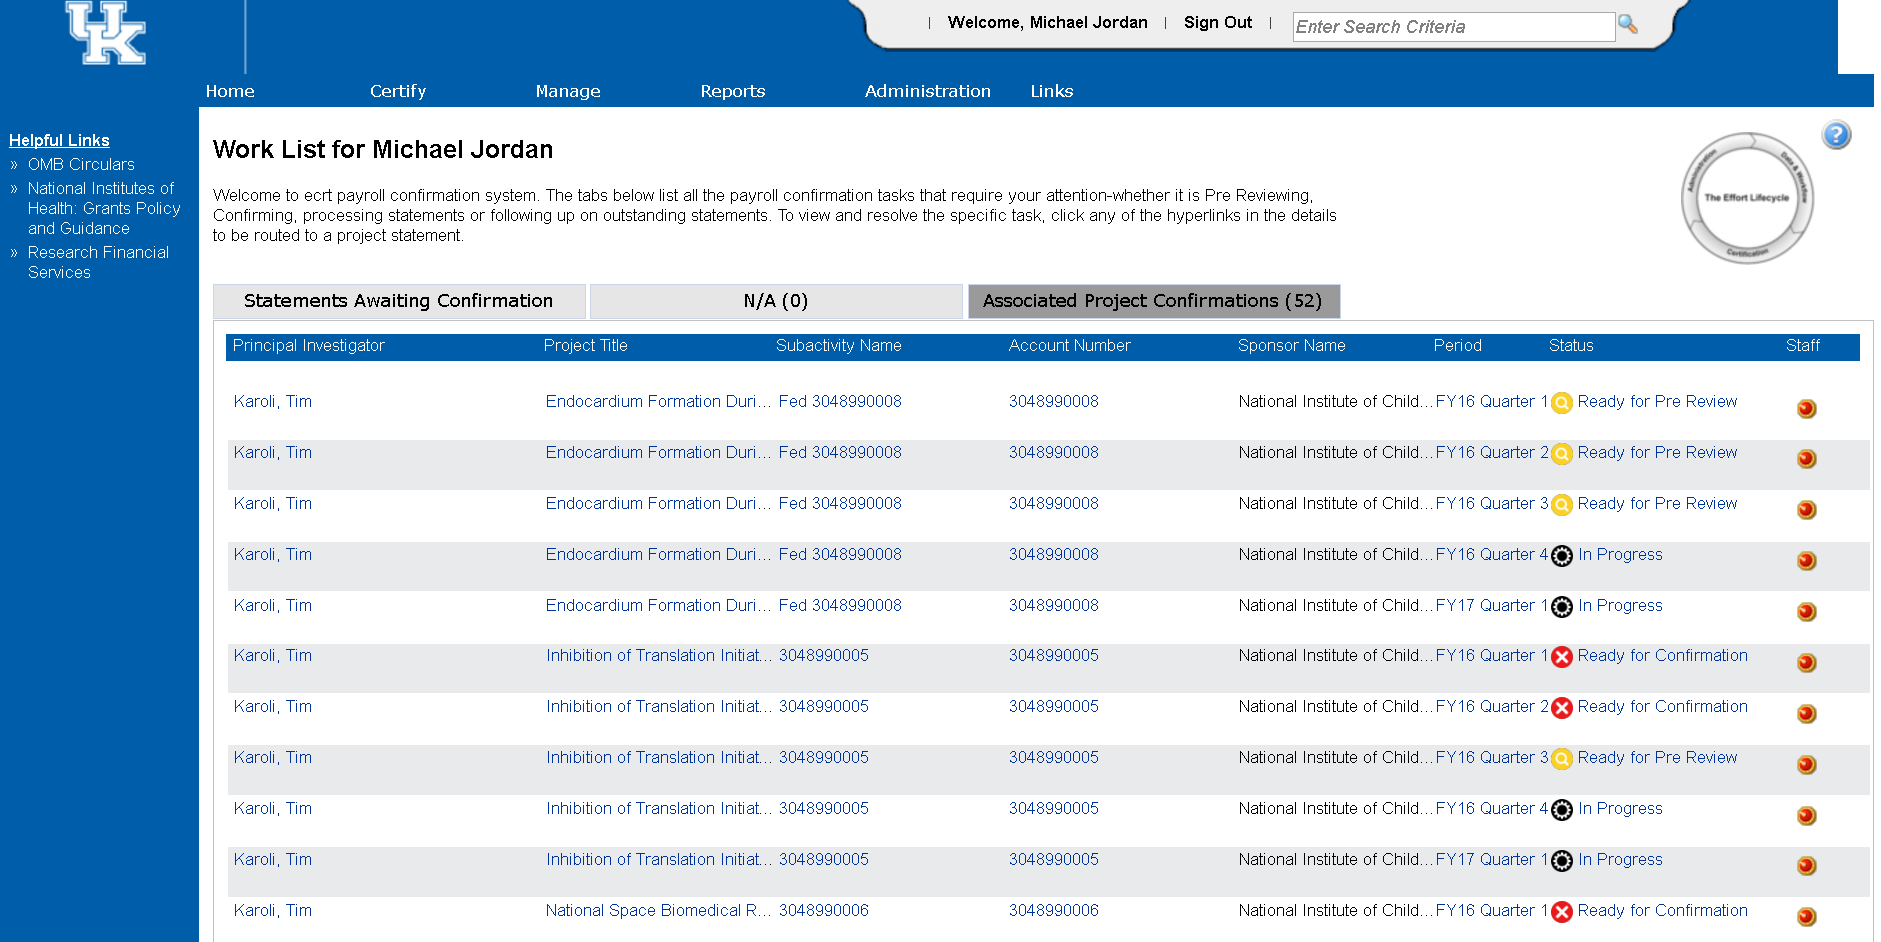 UK
| Welcome, Michael Jordan | Sign Out | Enter Search Criteria
Home Certify Manage Reports Administration Links
Helpful Links
» OMB Circulars
» National Institutes of
Health: Grants Policy
and Guidance
» Research Financial
Services
Work List for Michael Jordan
?
Welcome to ecrt payroll confirmation system. The tabs below list all the payroll confirmation tasks that require your attention-whether it is Pre Reviewing,
Confirming, processing statements or following up on outstanding statements. To view and resolve the specific task, click any of the hyperlinks in the details
to be routed to a project statement.
Administration
Data & Workflow
The Effort Lifecycle
Certification
Statements Awaiting Confirmation N/A (0) Associated Project Confirmations (52)
Principal Investigator Project Title Subactivity Name Account Number Sponsor Name Period Status Staff
Karoli, Tim Endocardium Formation Duri... Fed 3048990008 3048990008 National Institute of Child... FY16 Quarter 1 Ready for Pre Review
Karoli, Tim Endocardium Formation Duri... Fed 3048990008 3048990008 National Institute of Child... FY16 Quarter 2 Ready for Pre Review
Karoli, Tim Endocardium Formation Duri... Fed 3048990008 3048990008 National Institute of Child... FY16 Quarter 3 Ready for Pre Review
Karoli, Tim Endocardium Formation Duri... Fed 3048990008 3048990008 National Institute of Child... FY16 Quarter 4 In Progress
Karoli, Tim Endocardium Formation Duri... Fed 3048990008 3048990008 National Institute of Child... FY17 Quarter 1 In Progress
Karoli, Tim Inhibition of Translation Initiat... 3048990005 3048990005 National Institute of Child... FY16 Quarter 1 Ready for Confirmation
Karoli, Tim Inhibition of Translation Initiat... 3048990005 3048990005 National Institute of Child... FY16 Quarter 2 Ready for Confirmation
Karoli, Tim Inhibition of Translation Initiat... 3048990005 3048990005 National Institute of Child... FY16 Quarter 3 Ready for Pre Review
Karoli, Tim Inhibition of Translation Initiat... 3048990005 3048990005 National Institute of Child... FY16 Quarter 4 In Progress
Karoli, Tim Inhibition of Translation Initiat... 3048990005 3048990005 National Institute of Child... FY17 Quarter 1 In Progress
Karoli, Tim National Space Biomedical R... 3048990006 3048990006 National Institute of Child... FY16 Quarter 1 Ready for Confirmation